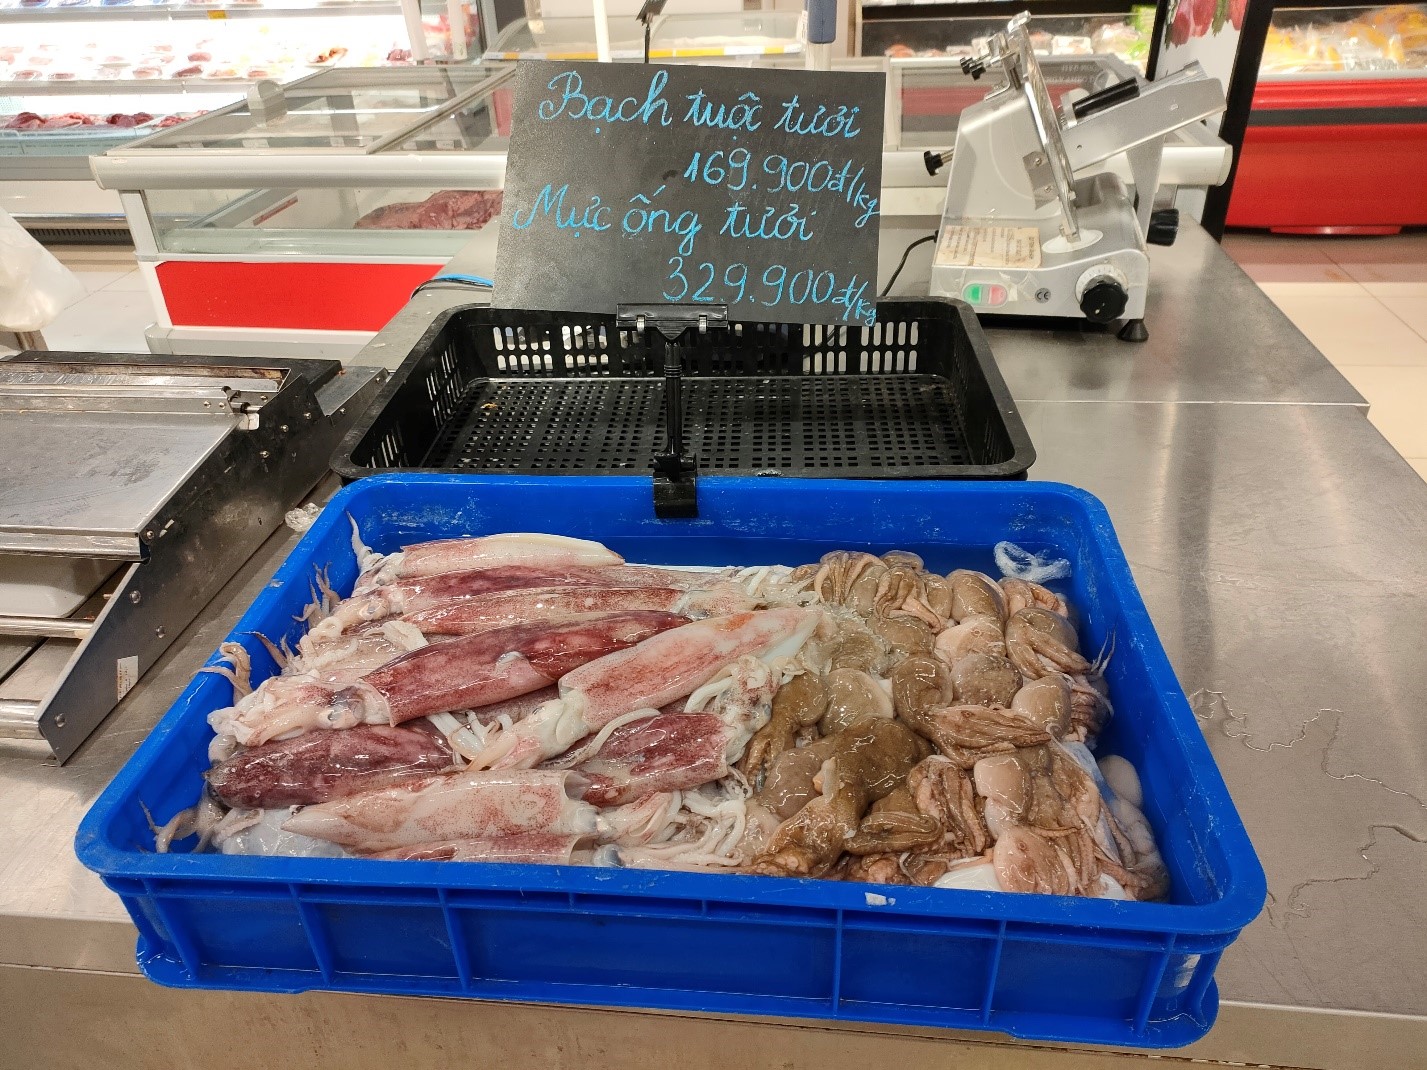 Bạch tuộc tươi
169.900đ/kg
Mực ống tươi
329.900đ/kg